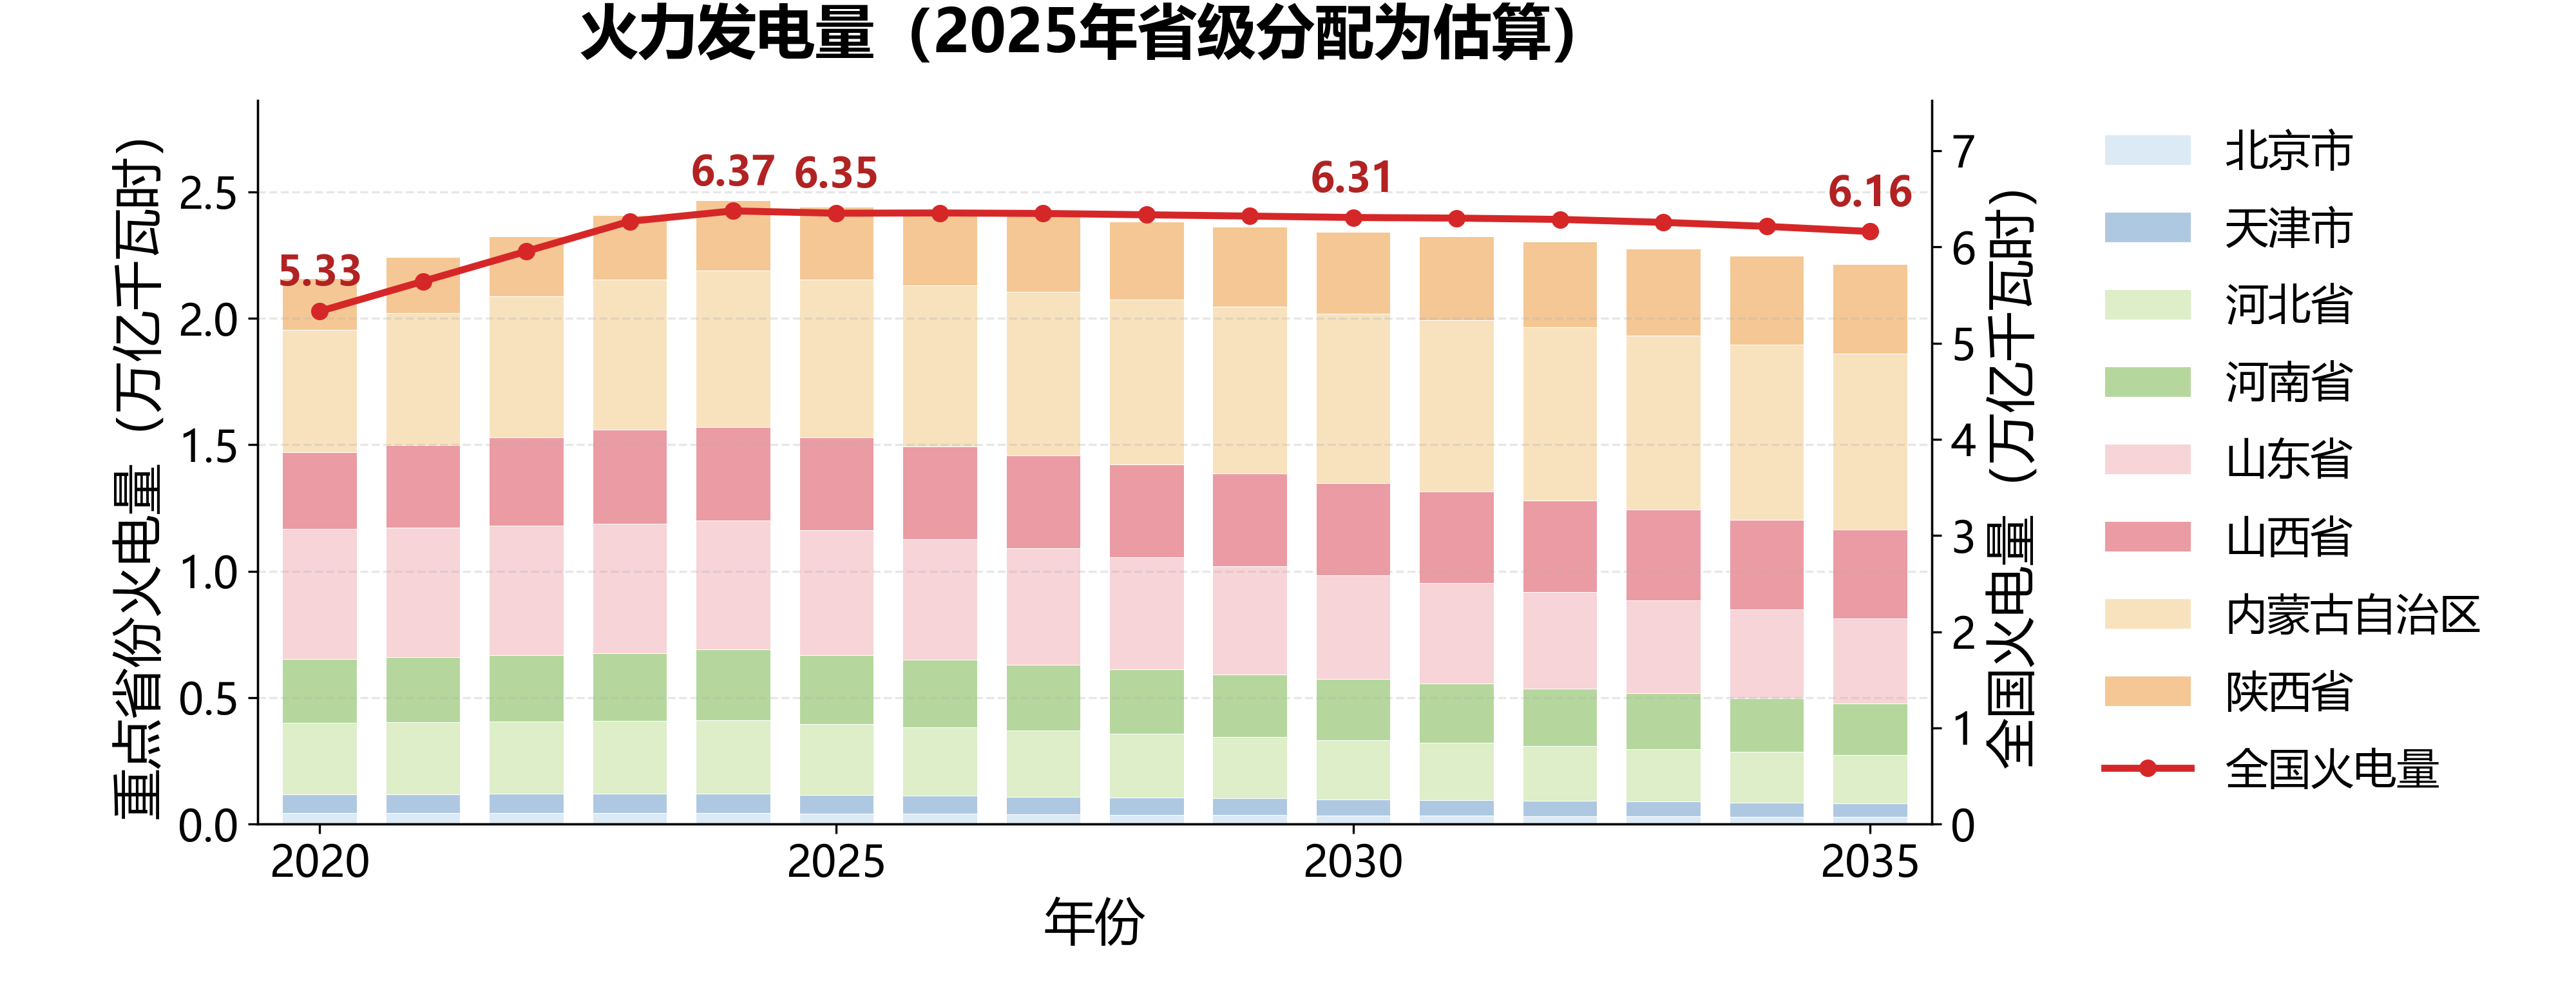 火力发电量（2025年省级分配为估算）
重点省份火电量（万亿千瓦时）
2.5
2.0
1.5
1.0
0.5
0.0
5.33
6.37
6.35
6.31
6.16
7
6
5
4
3
2
1
0
全国火电量（万亿千瓦时）
2020
2025
2030
2035
年份
北京市
天津市
河北省
河南省
山东省
山西省
内蒙古自治区
陕西省
全国火电量